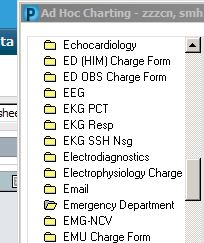 Ad Hoc Charting - zzzcn, smh
ta
shee
Echocardiology
ED (HIM) Charge Form
ED OBS Charge Form
EEG
EKG PCT
EKG Resp
EKG SSH Nsg
Electrodiagnostics
Electrophysiology Charge
Email
Emergency Department
EMG-NCV
EMU Charge Form